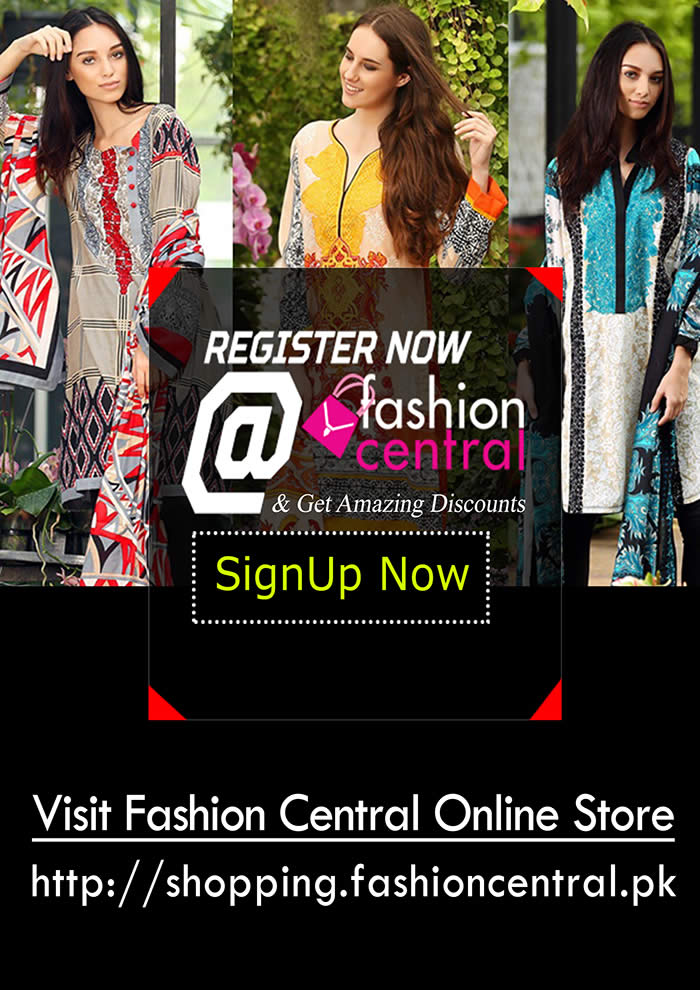 REGISTER NOW
@ fashion
central
& Get Amazing Discounts
SignUp Now
Visit Fashion Central Online Store
http://shopping.fashioncentral.pk